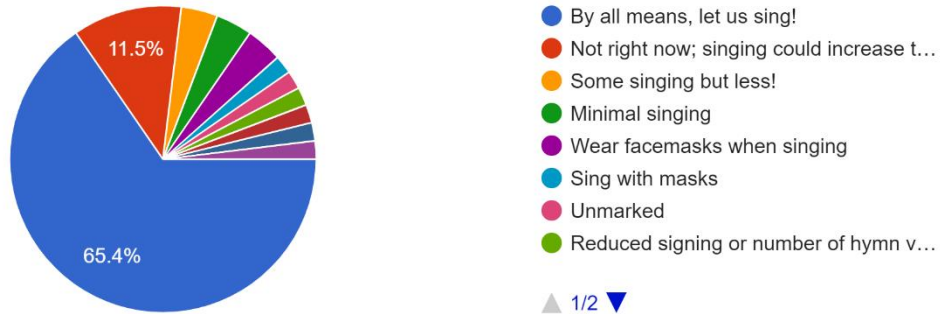 11.5%
65.4%
By all means, let us sing!
Not right now; singing could increase t...
Some singing but less!
Minimal singing
Wear facemasks when singing
Sing with masks
Unmarked
Reduced signing or number of hymn v...
1/2